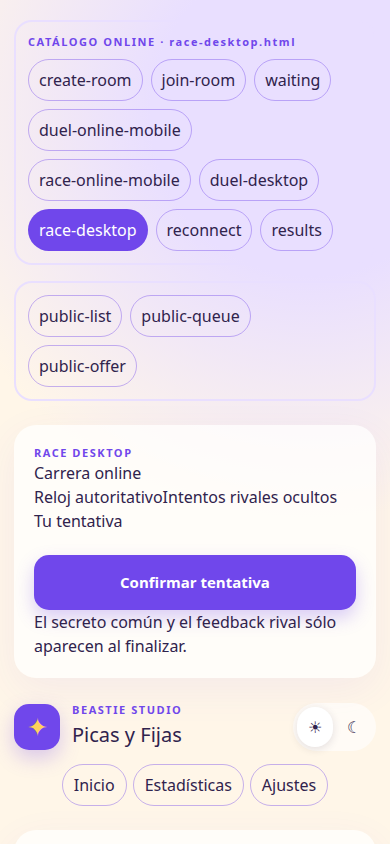 CATÁLOGO ONLINE · race-desktop.html
create-room join-room waiting
duel-online-mobile
race-online-mobile duel-desktop
race-desktop reconnect results
public-list public-queue
public-offer
RACE DESKTOP
Carrera online
Reloj autoritativoIntentos rivales ocultos
Tu tentativa
Confirmar tentativa
El secreto común y el feedback rival sólo
aparecen al finalizar.
BEASTIE STUDIO
Picas y Fijas
Inicio Estadísticas Ajustes